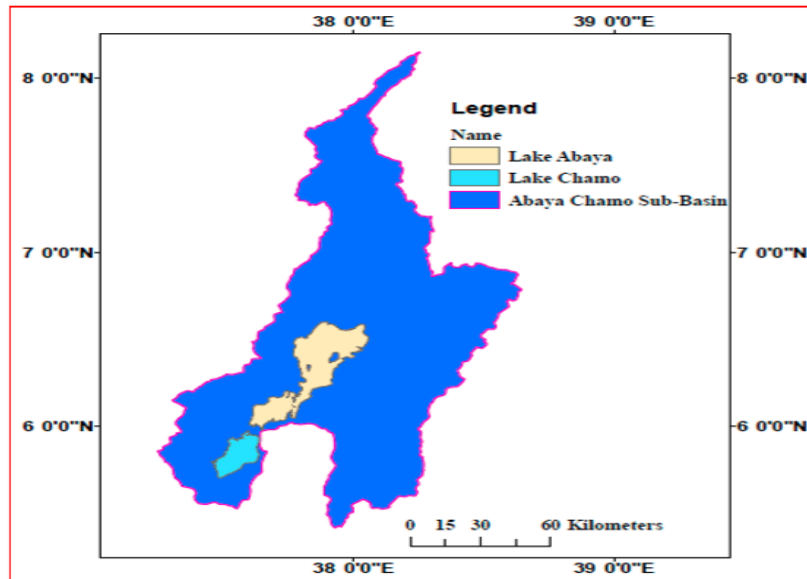 38 0'0"E 39 0'0"E
8 0'0"N 8 0'0"N
Legend
Name
Lake Abaya
Lake Chamo
Abaya Chamo Sub-Basin
7 0'0"N 7 0'0"N
6 0'0"N 6 0'0"N
0 15 30 60 Kilometers
38 0'0"E 39 0'0"E